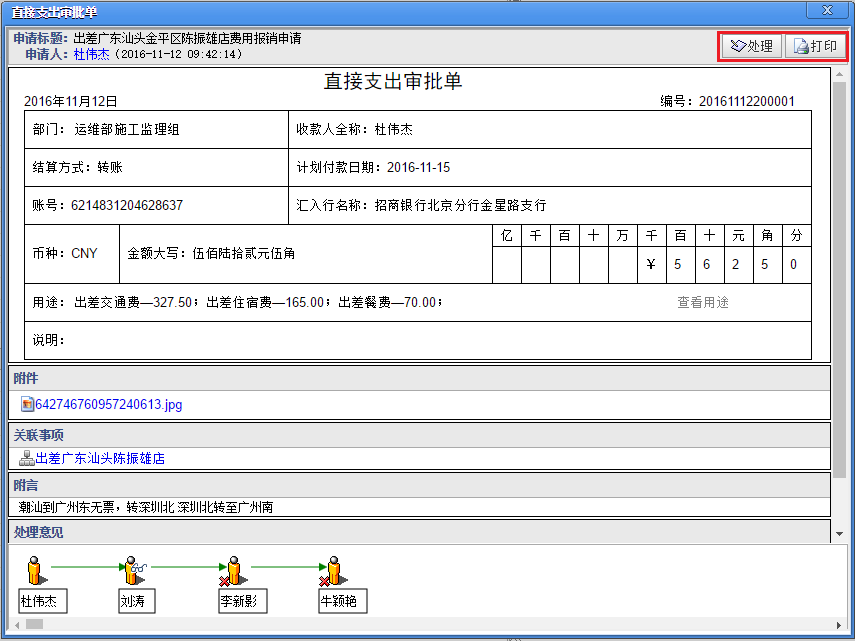 直接支出审批单
X
申请标题：出差广东汕头金平区陈振雄店费用报销申请
申请人：杜伟杰（2016-11-12 09:42:14）
处理 打印
直接支出审批单
2016年11月12日 编号：20161112200001
部门：运维部施工监理组 收款人全称：杜伟杰
结算方式：转账 计划付款日期：2016-11-15
账号：6214831204628637 汇入行名称：招商银行北京分行金星路支行
币种：CNY 金额大写：伍佰陆拾贰元伍角 亿 千 百 十 万 千 百 十 元 角 分
¥ 5 6 2 5 0
用途：出差交通费—327.50；出差住宿费—165.00；出差餐费—70.00； 查看用途
说明：
附件
642746760957240613.jpg
关联事项
出差广东汕头陈振雄店
附言
潮汕到广州东无票，转深圳北 深圳北转至广州南
处理意见
杜伟杰 刘涛 李新影 牛颖艳